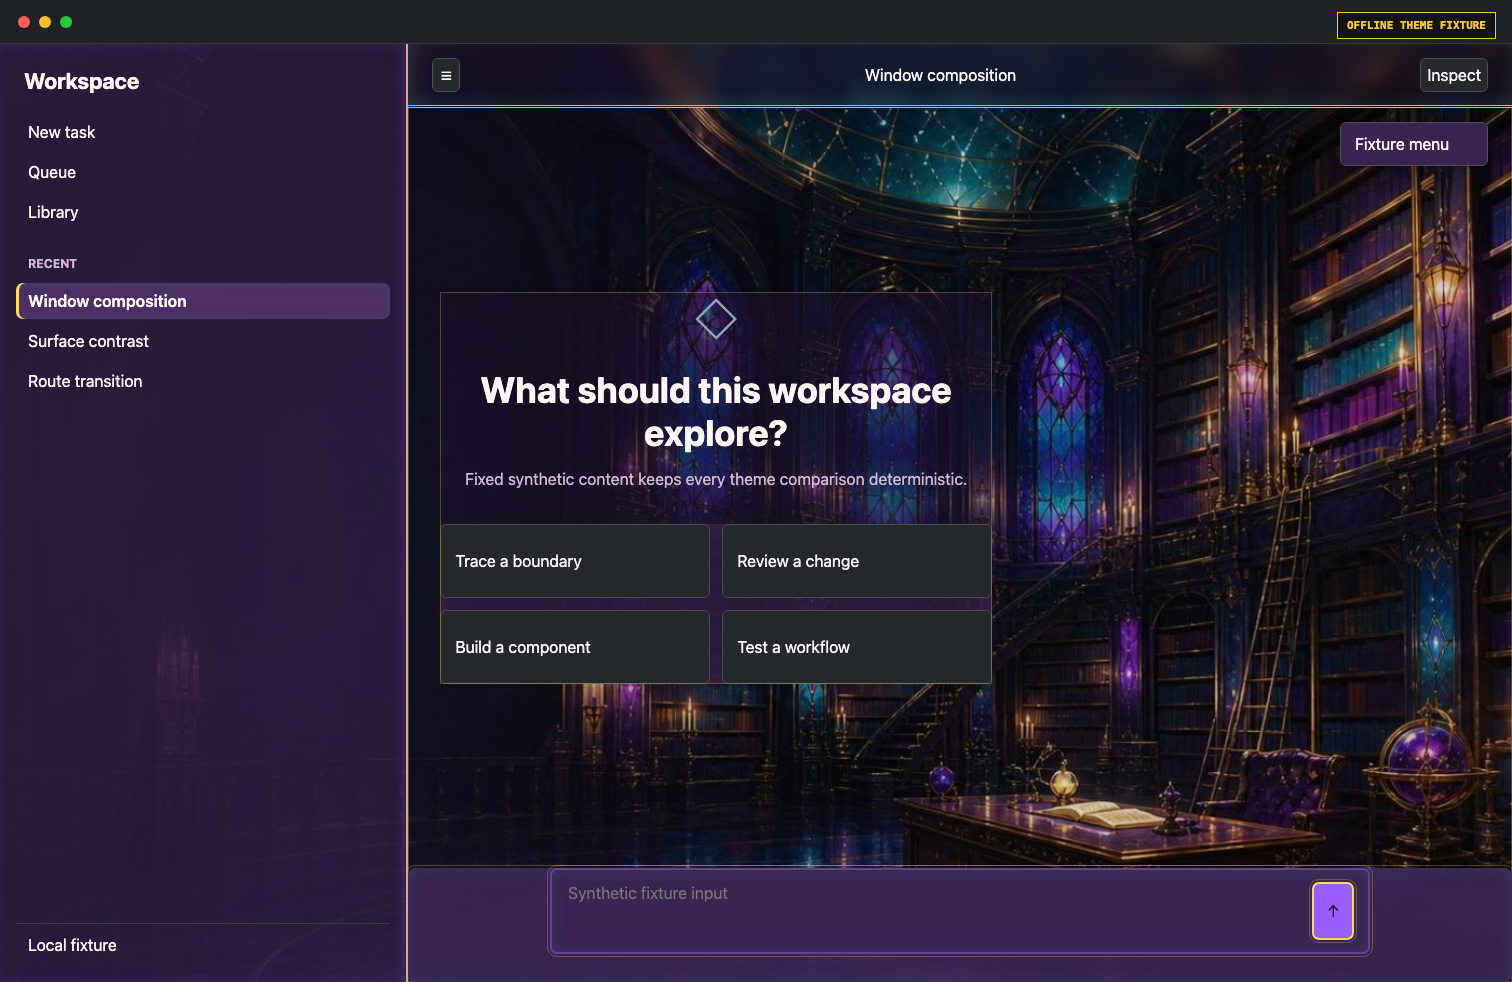 OFFLINE THEME FIXTURE
Workspace
New task
Queue
Library
RECENT
Window composition
Surface contrast
Route transition
Local fixture
Window composition
Inspect
Fixture menu
What should this workspace
explore?
Fixed synthetic content keeps every theme comparison deterministic.
Trace a boundary
Review a change
Build a component
Test a workflow
Synthetic fixture input